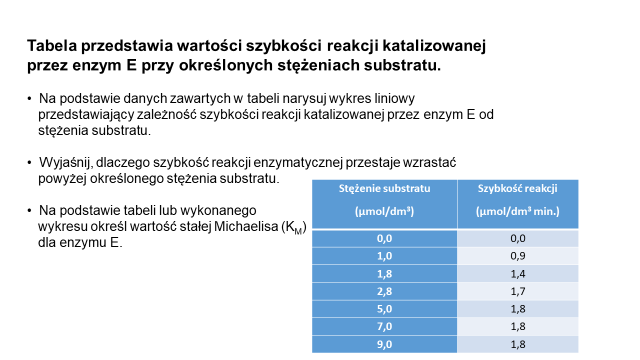 Tabela przedstawia wartości szybkości reakcji katalizowanej
przez enzym E przy określonych stężeniach substratu.
• Na podstawie danych zawartych w tabeli narysuj wykres liniowy
przedstawiający zależność szybkości reakcji katalizowanej przez enzym E od
stężenia substratu.
• Wyjaśnij, dlaczego szybkość reakcji enzymatycznej przestaje wzrastać
powyżej określonego stężenia substratu.
• Na podstawie tabeli lub wykonanego
wykresu określ wartość stałej Michaelisa (KM)
dla enzymu E.
Stężenie substratu Szybkość reakcji
(µmol/dm³) (µmol/dm³ min.)
0,0 0,0
1,0 0,9
1,8 1,4
2,8 1,7
5,0 1,8
7,0 1,8
9,0 1,8